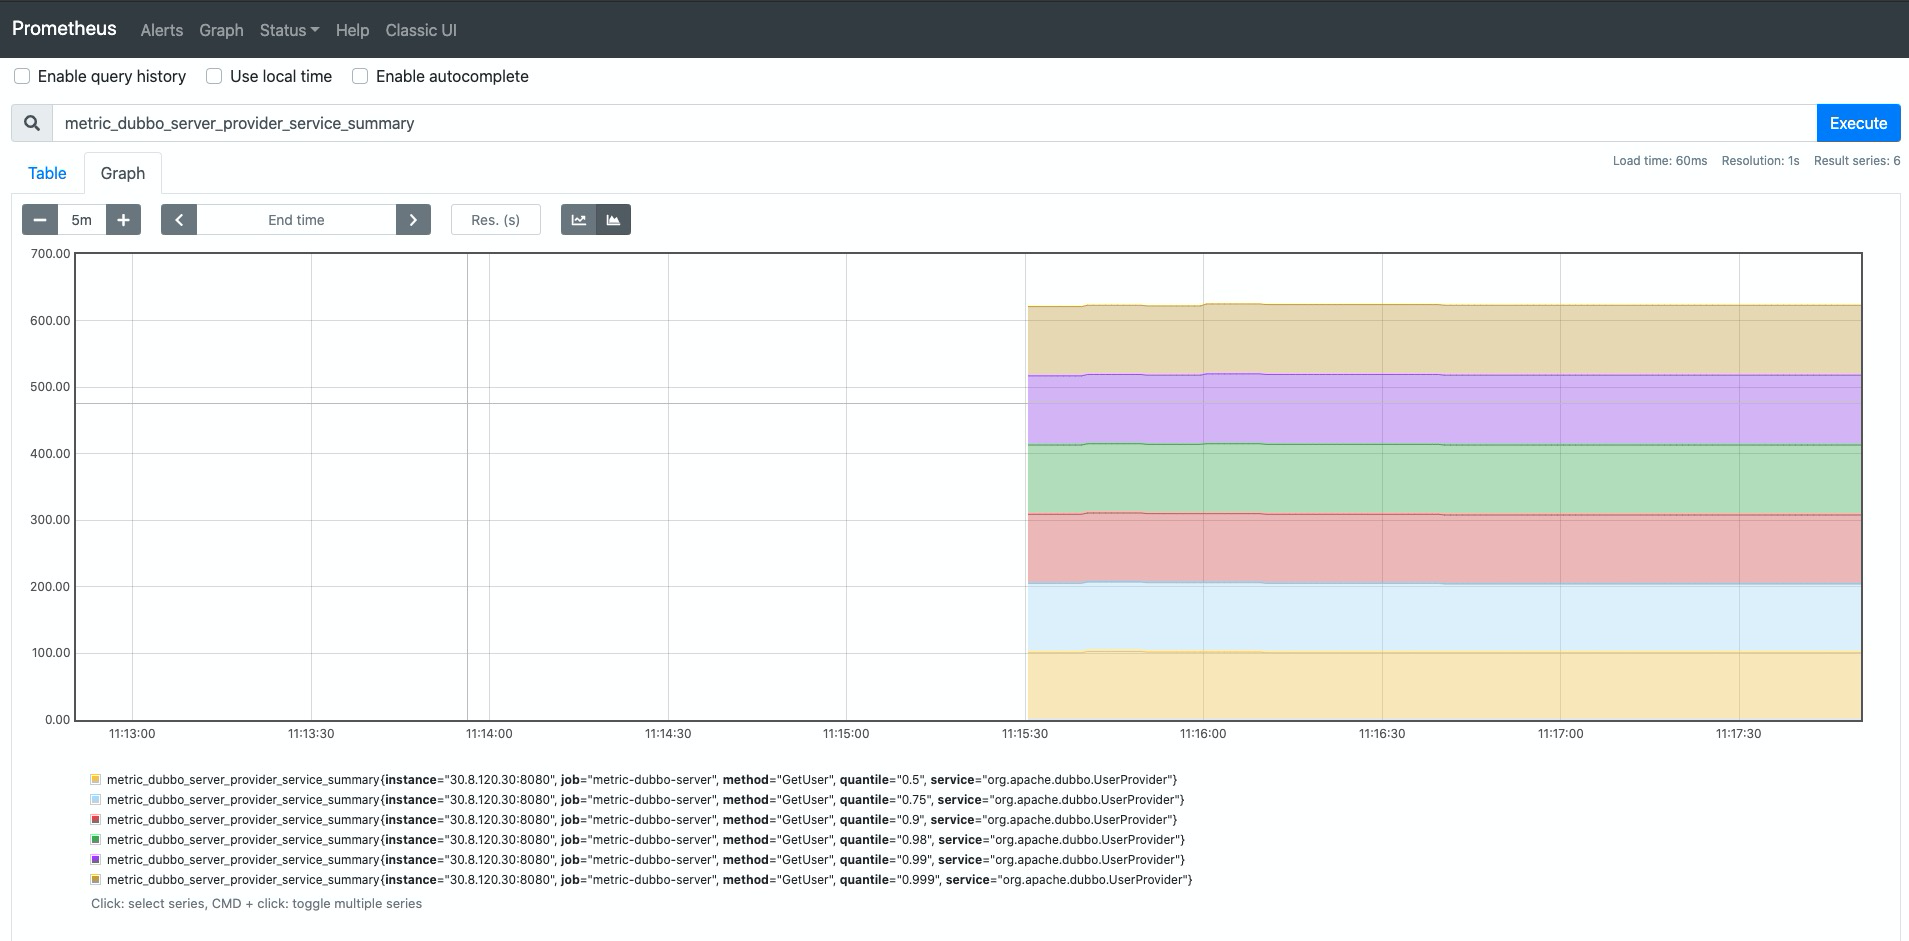 Prometheus Alerts Graph Status Help Classic UI
Enable query history Use local time Enable autocomplete
metric_dubbo_server_provider_service_summary Execute
Load time: 60ms Resolution: 1s Result series: 6
Table Graph
5m End time Res. (s)
700.00
600.00
500.00
400.00
300.00
200.00
100.00
0.00
11:13:00 11:13:30 11:14:00 11:14:30 11:15:00 11:15:30 11:16:00 11:16:30 11:17:00 11:17:30
metric_dubbo_server_provider_service_summary{instance="30.8.120.30:8080", job="metric-dubbo-server", method="GetUser", quantile="0.5", service="org.apache.dubbo.UserProvider"}
metric_dubbo_server_provider_service_summary{instance="30.8.120.30:8080", job="metric-dubbo-server", method="GetUser", quantile="0.75", service="org.apache.dubbo.UserProvider"}
metric_dubbo_server_provider_service_summary{instance="30.8.120.30:8080", job="metric-dubbo-server", method="GetUser", quantile="0.9", service="org.apache.dubbo.UserProvider"}
metric_dubbo_server_provider_service_summary{instance="30.8.120.30:8080", job="metric-dubbo-server", method="GetUser", quantile="0.98", service="org.apache.dubbo.UserProvider"}
metric_dubbo_server_provider_service_summary{instance="30.8.120.30:8080", job="metric-dubbo-server", method="GetUser", quantile="0.99", service="org.apache.dubbo.UserProvider"}
metric_dubbo_server_provider_service_summary{instance="30.8.120.30:8080", job="metric-dubbo-server", method="GetUser", quantile="0.999", service="org.apache.dubbo.UserProvider"}
Click: select series, CMD + click: toggle multiple series